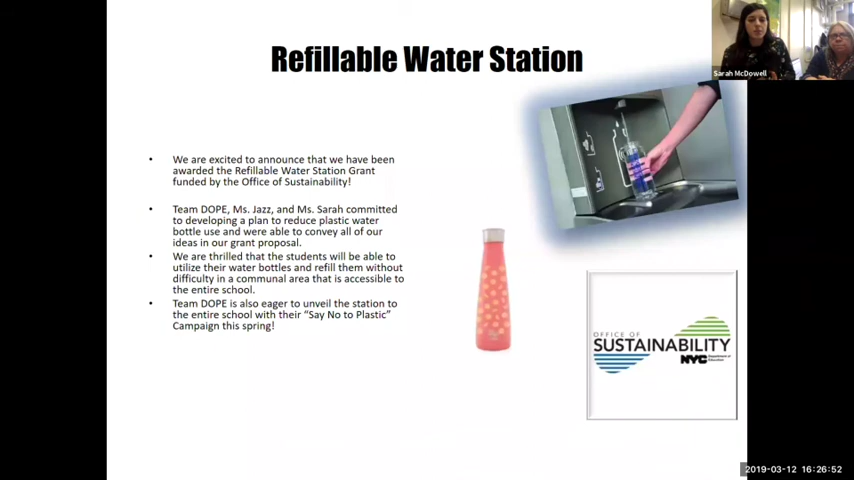 Refillable Water Station
Sarah McDowell
• We are excited to announce that we have been
awarded the Refillable Water Station Grant
funded by the Office of Sustainability!
• Team DOPE, Ms. Jazz, and Ms. Sarah committed
to developing a plan to reduce plastic water
bottle use and were able to convey all of our
ideas in our grant proposal.
• We are thrilled that the students will be able to
utilize their water bottles and refill them without
difficulty in a communal area that is accessible to
the entire school.
• Team DOPE is also eager to unveil the station to
the entire school with their “Say No to Plastic”
Campaign this spring!
OFFICE OF
SUSTAINABILITY
NYC Department of
Education
2019-03-12 16:26:52